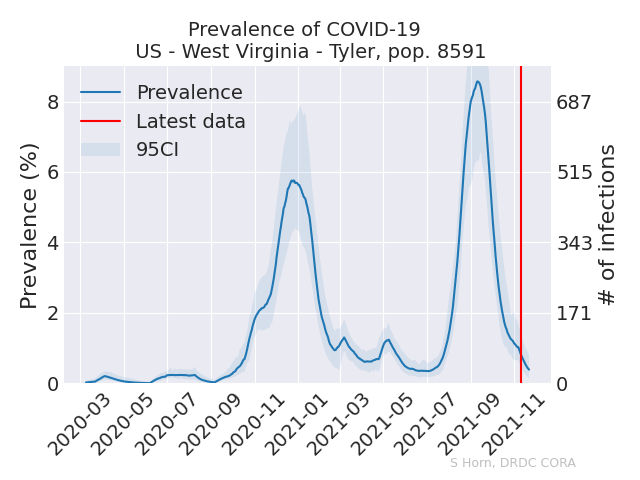 Prevalence of COVID-19
US - West Virginia - Tyler, pop. 8591
Prevalence
Latest data
95CI
Prevalence (%)
8
6
4
2
0
687
515
343
171
0
# of infections
2020-03
2020-05
2020-07
2020-09
2020-11
2021-01
2021-03
2021-05
2021-07
2021-09
2021-11
S Horn, DRDC CORA